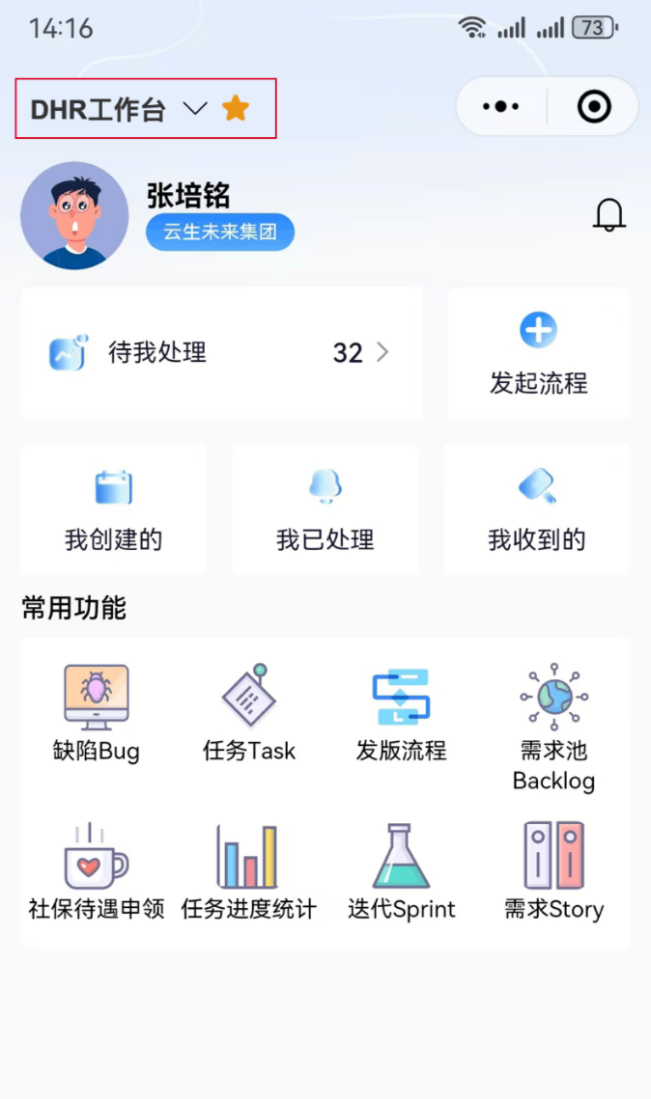 14:16
73
DHR工作台
张培铭
云生未来集团
待我处理
32
发起流程
我创建的
我已处理
我收到的
常用功能
缺陷Bug
任务Task
发版流程
需求池
Backlog
社保待遇申领
任务进度统计
迭代Sprint
需求Story